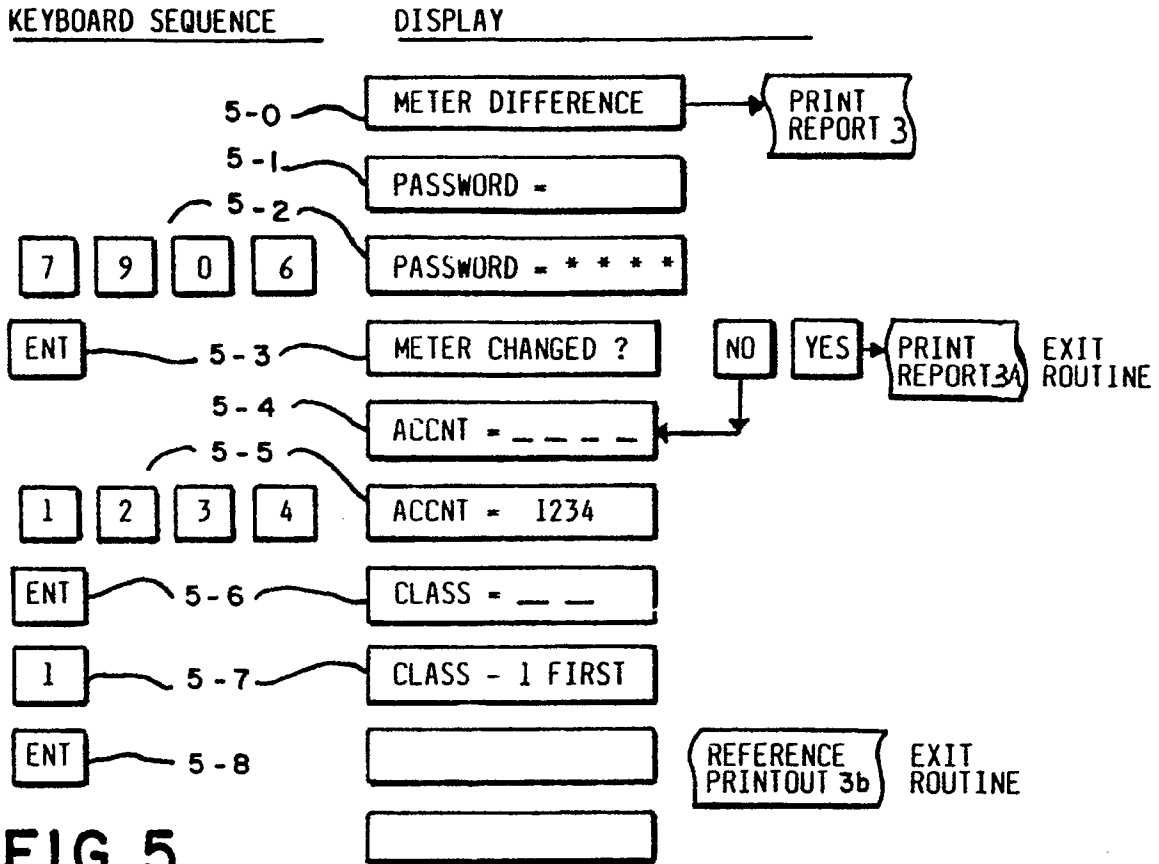 KEYBOARD SEQUENCE DISPLAY
5-0 METER DIFFERENCE PRINT
REPORT 3
5-1 PASSWORD =
5-2
7 9 0 6 PASSWORD = * * * *
ENT 5-3 METER CHANGED ? NO YES PRINT EXIT
REPORT 3A ROUTINE
5-4 ACCNT = _ _ _ _
5-5
1 2 3 4 ACCNT = 1234
ENT 5-6 CLASS = _ _
1 5-7 CLASS - 1 FIRST
ENT 5-8 REFERENCE EXIT
PRINTOUT 3b ROUTINE
FIG 5